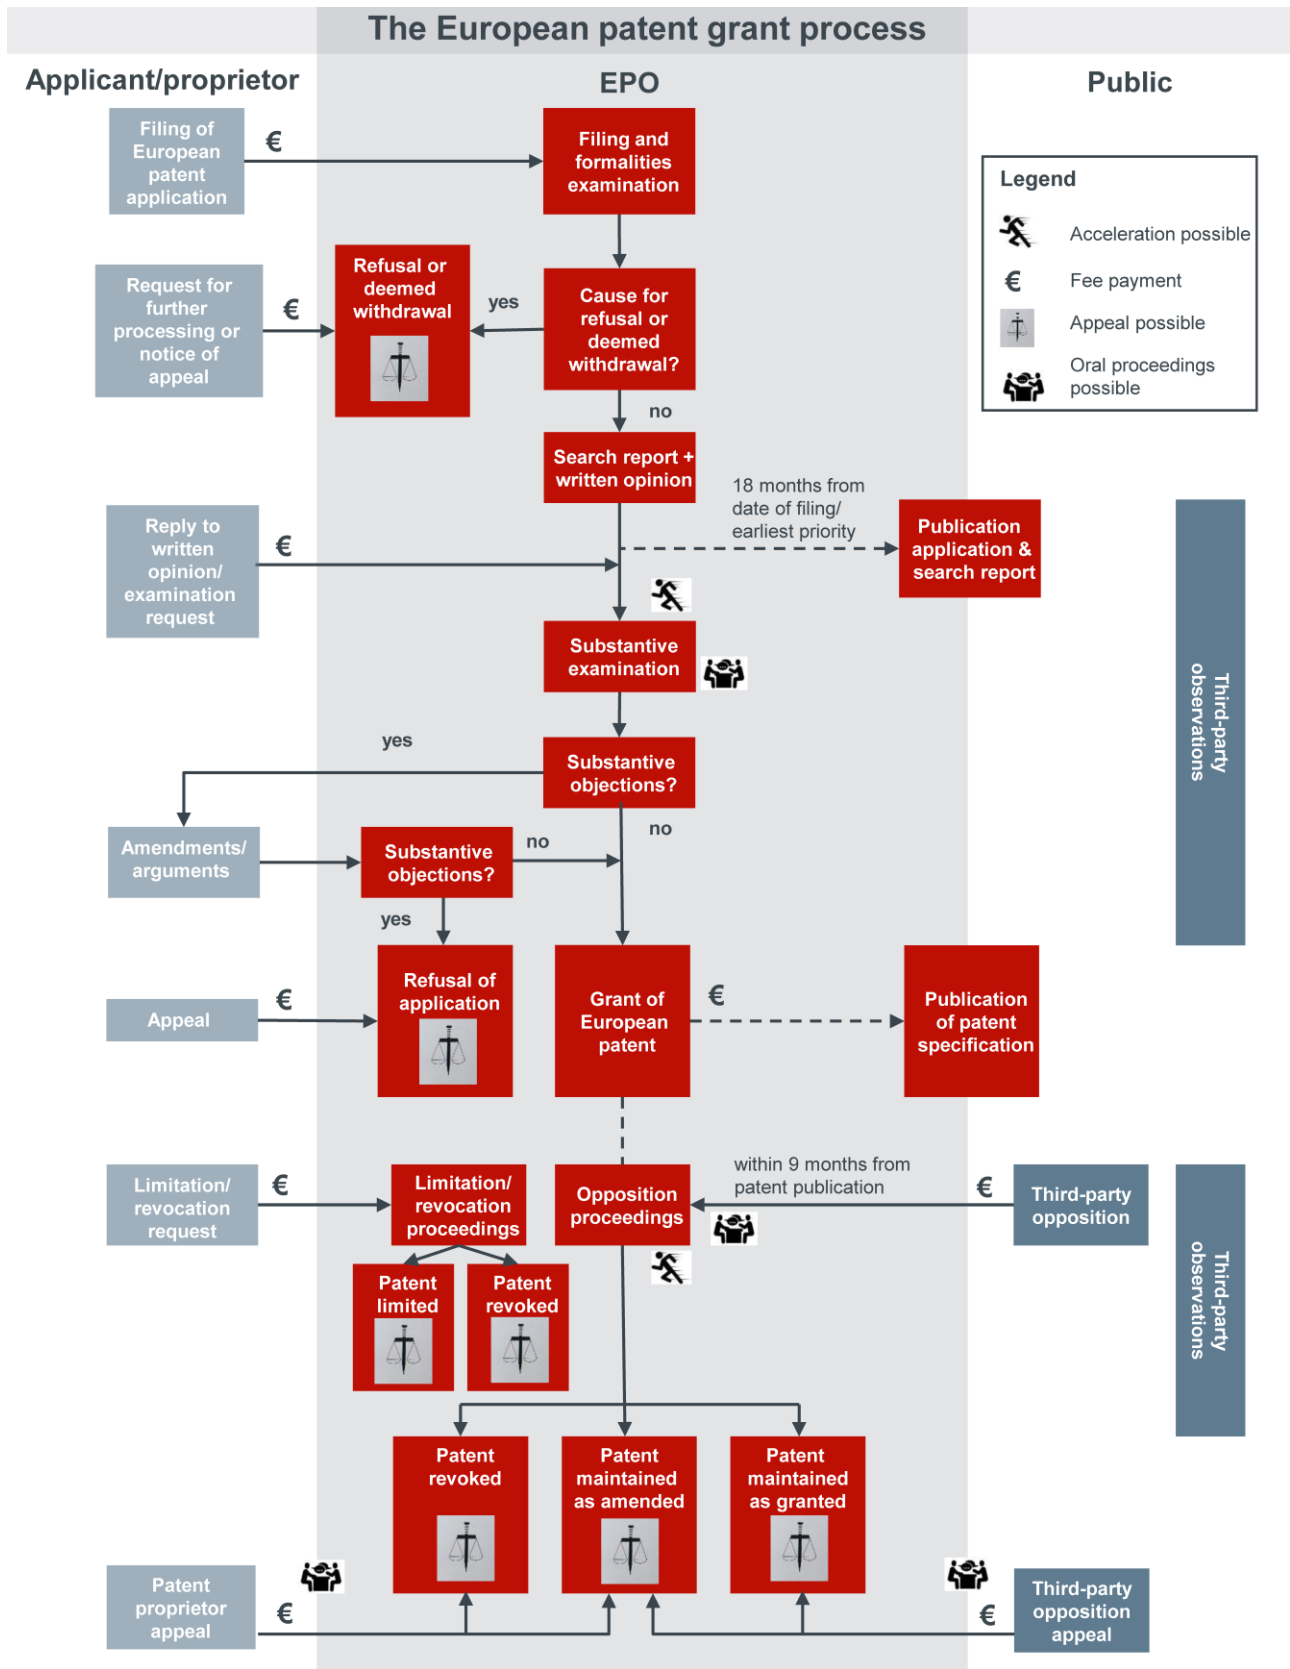 The European patent grant process
Applicant/proprietor
EPO
Public
Filing of
European
patent
application
€
Filing and
formalities
examination
Legend
Acceleration possible
€
Fee payment
Appeal possible
Oral proceedings
possible
Request for
further
processing or
notice of
appeal
€
Refusal or
deemed
withdrawal
yes
Cause for
refusal or
deemed
withdrawal?
no
Search report +
written opinion
18 months from
date of filing/
earliest priority
Publication
application &
search report
Reply to
written
opinion/
examination
request
€
Substantive
examination
Third-party
observations
yes
Substantive
objections?
no
Amendments/
arguments
Substantive
objections?
no
yes
Appeal
€
Refusal of
application
Grant of
European
patent
€
Publication
of patent
specification
Limitation/
revocation
request
€
Limitation/
revocation
proceedings
Opposition
proceedings
within 9 months from
patent publication
€
Third-party
opposition
Third-party
observations
Patent
limited
Patent
revoked
Patent
revoked
Patent
maintained
as amended
Patent
maintained
as granted
Patent
proprietor
appeal
€
€
Third-party
opposition
appeal